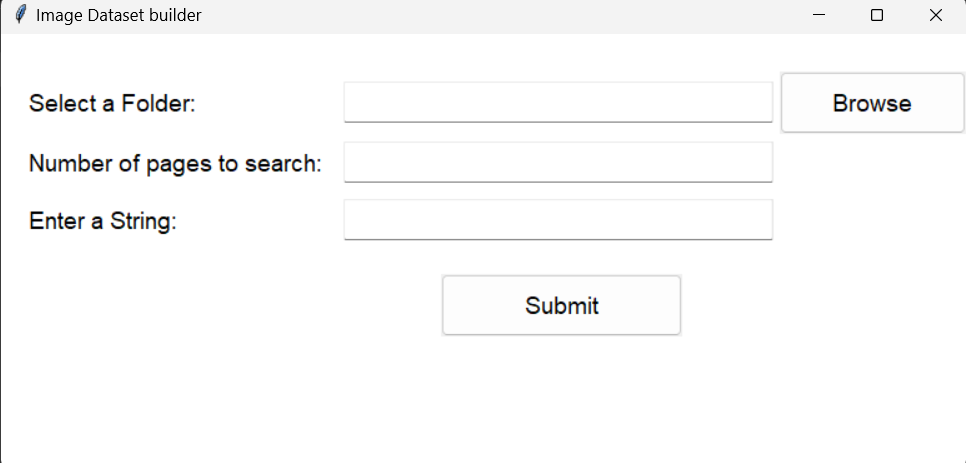 Image Dataset builder
Select a Folder:
Browse
Number of pages to search:
Enter a String:
Submit